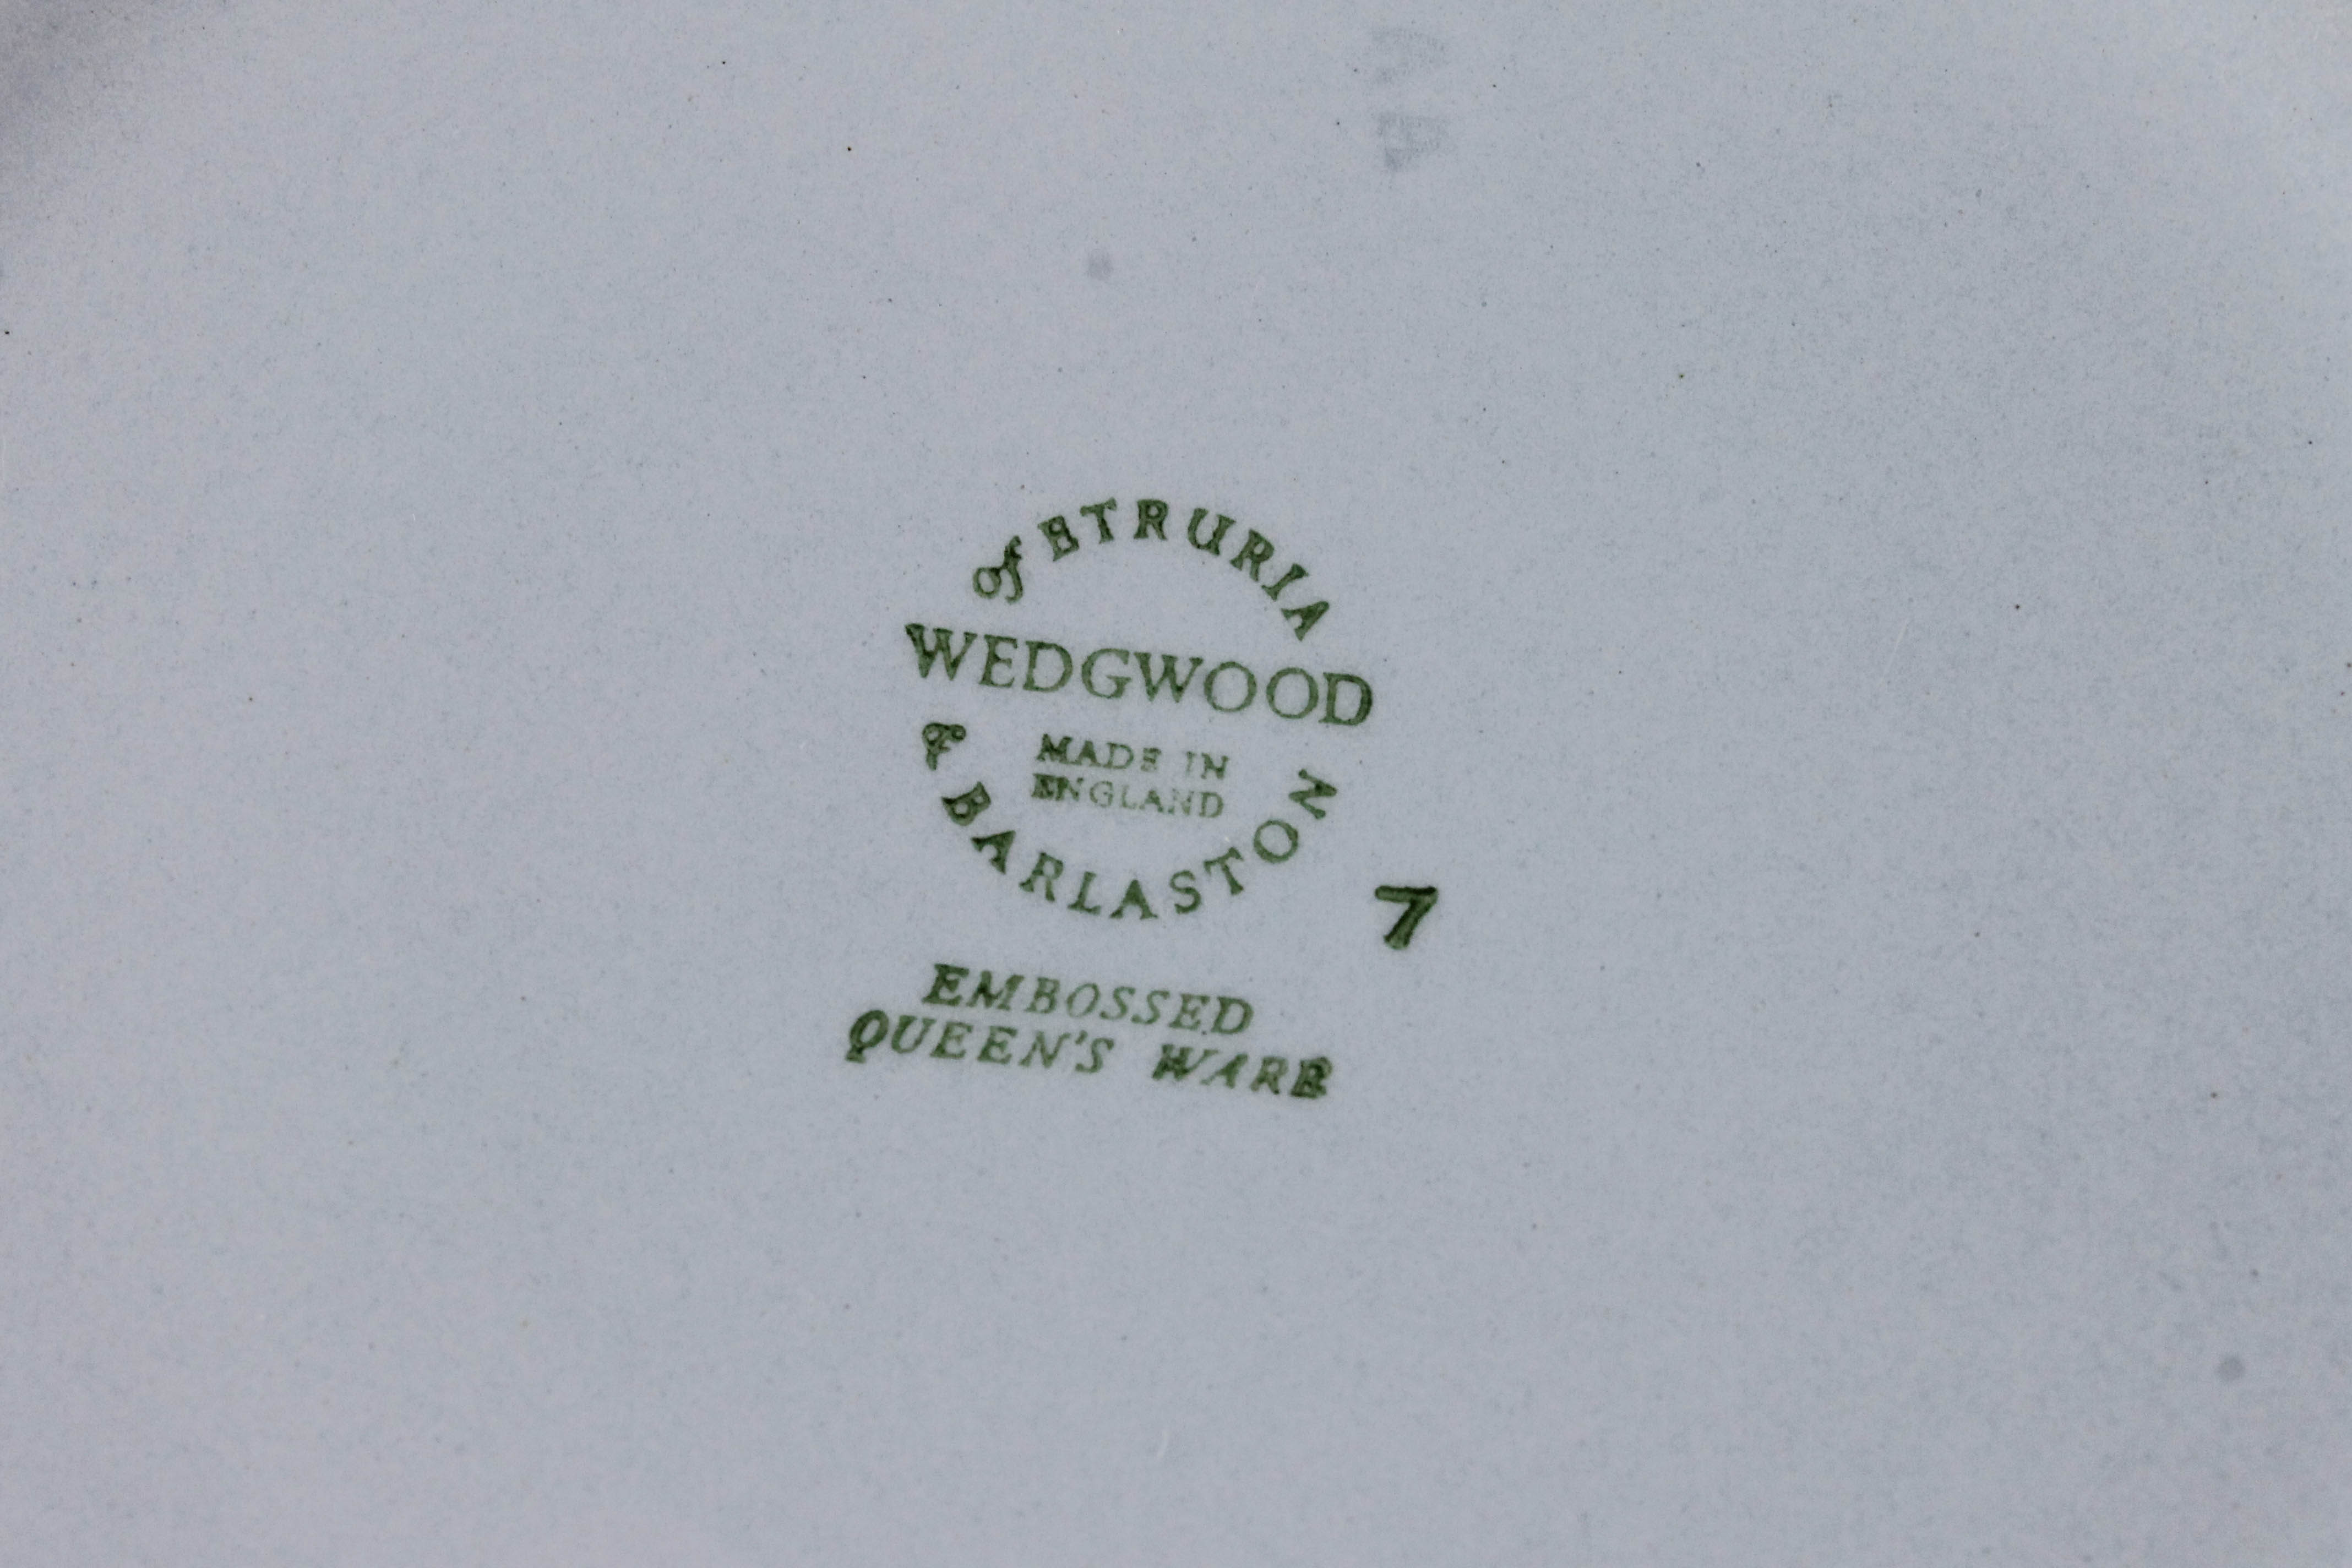 of ETRURIA
WEDGWOOD
MADE IN
ENGLAND
& BARLASTON
7
EMBOSSED
QUEEN'S WARE